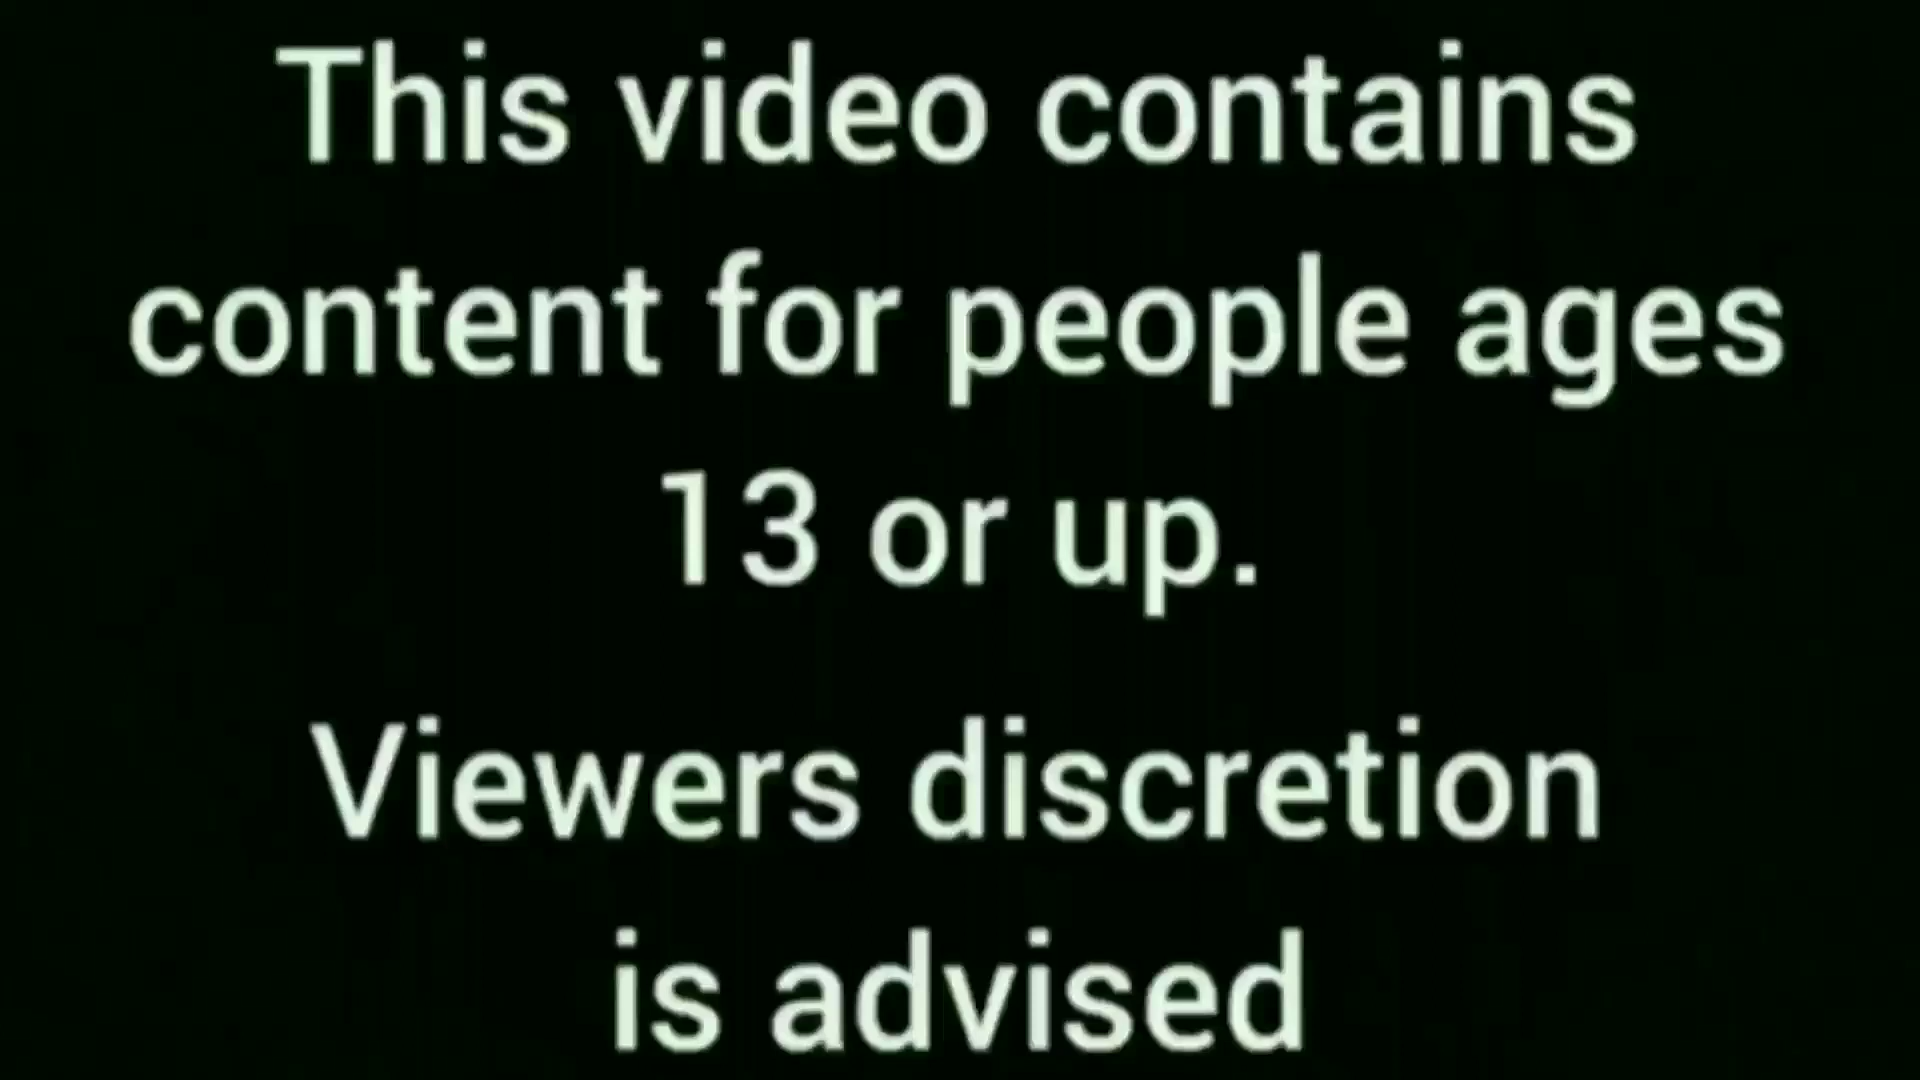 This video contains
content for people ages
13 or up.
Viewers discretion
is advised